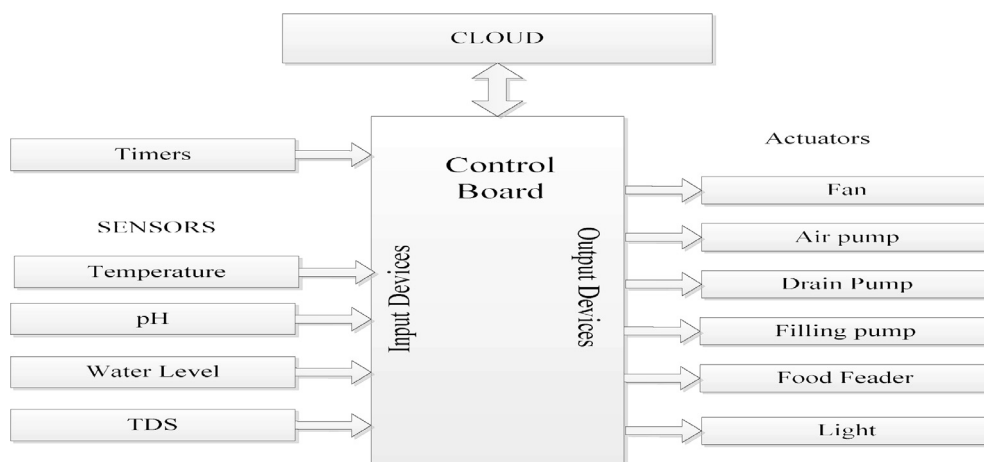 CLOUD
Timers
SENSORS
Temperature
pH
Water Level
TDS
Control
Board
Input Devices
Output Devices
Actuators
Fan
Air pump
Drain Pump
Filling pump
Food Feader
Light